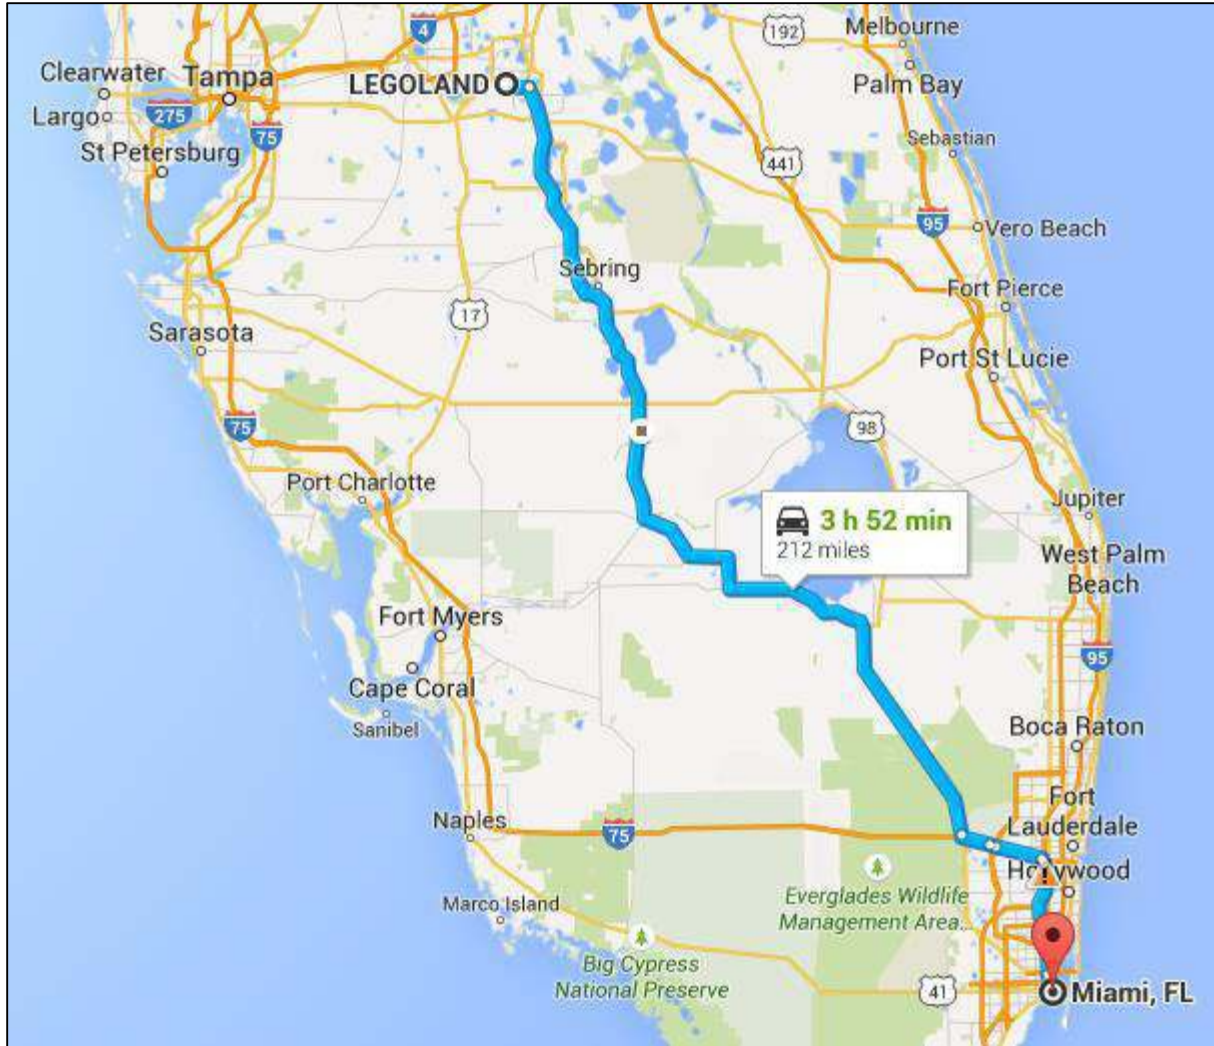 192
Melbourne
4
Clearwater
Tampa
LEGOLAND
Palm Bay
Largo
275
75
Sebastian
St Petersburg
441
95
Vero Beach
Sebring
Fort Pierce
17
Sarasota
Port St Lucie
75
98
Port Charlotte
Jupiter
3 h 52 min
212 miles
West Palm
Beach
Fort Myers
95
Cape Coral
Sanibel
Boca Raton
Fort
Lauderdale
Naples
75
Hollywood
Everglades Wildlife
Management Area...
Marco Island
Big Cypress
National Preserve
41
Miami, FL